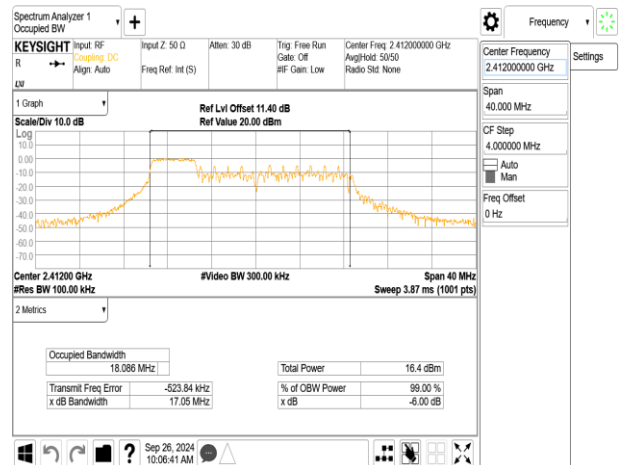 Spectrum Analyzer 1
Occupied BW
Frequency
KEYSIGHT
R
LXI
Input: RF
Coupling: DC
Align: Auto
Input Z: 50 Ω
Freq Ref: Int (S)
Atten: 30 dB
Trig: Free Run
Gate: Off
#IF Gain: Low
Center Freq: 2.412000000 GHz
Avg|Hold: 50/50
Radio Std: None
Center Frequency
2.412000000 GHz
Settings
Span
40.000 MHz
CF Step
4.000000 MHz
Auto
Man
Freq Offset
0 Hz
1 Graph
Ref Lvl Offset 11.40 dB
Scale/Div 10.0 dB
Ref Value 20.00 dBm
Log
10.0
0.00
-10.0
-20.0
-30.0
-40.0
-50.0
-60.0
-70.0
Center 2.41200 GHz
#Video BW 300.00 kHz
Span 40 MHz
#Res BW 100.00 kHz
Sweep 3.87 ms (1001 pts)
2 Metrics
Occupied Bandwidth
18.086 MHz
Total Power 16.4 dBm
Transmit Freq Error -523.84 kHz
% of OBW Power 99.00 %
x dB Bandwidth 17.05 MHz
x dB -6.00 dB
?
Sep 26, 2024
10:06:41 AM